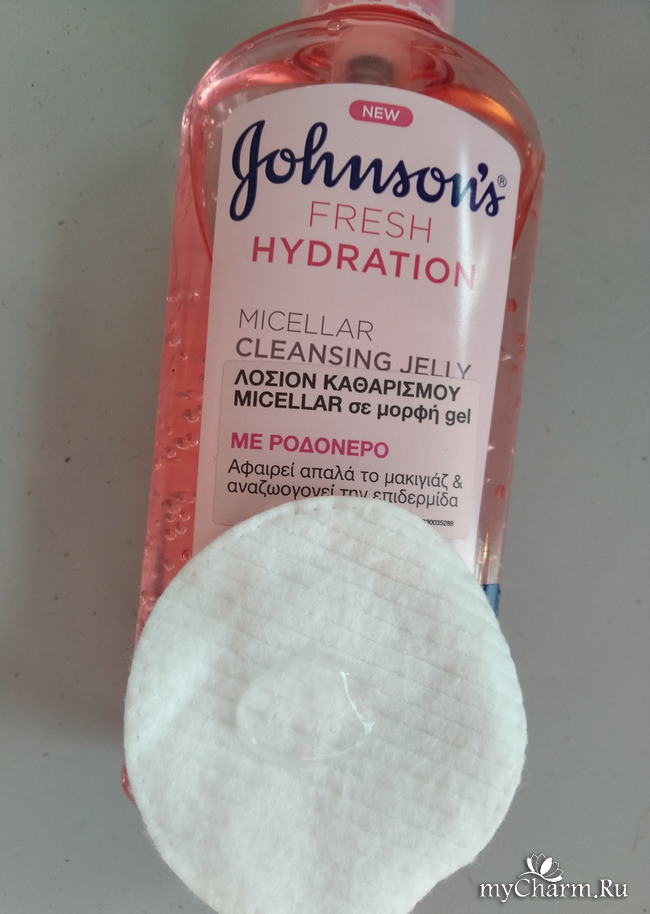 NEW
Johnson's®
FRESH
HYDRATION
MICELLAR
CLEANSING JELLY
ΛΟΣΙΟΝ ΚΑΘΑΡΙΣΜΟΥ
MICELLAR σε μορφή gel
ΜΕ ΡΟΔΟΝΕΡΟ
Αφαιρεί απαλά το μακιγιάζ &
αναζωογονεί την επιδερμίδα
myCharm.Ru